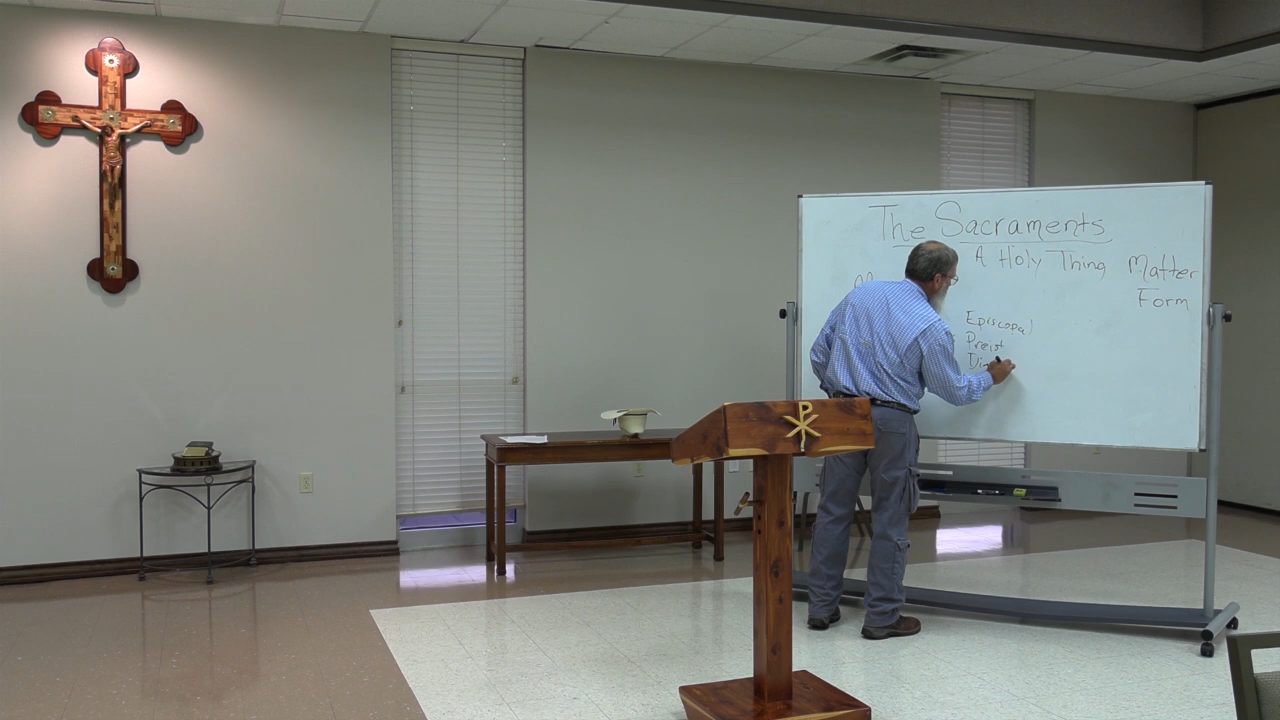 The Sacraments
A Holy Thing
Matter
Form
Episcopal
Preist